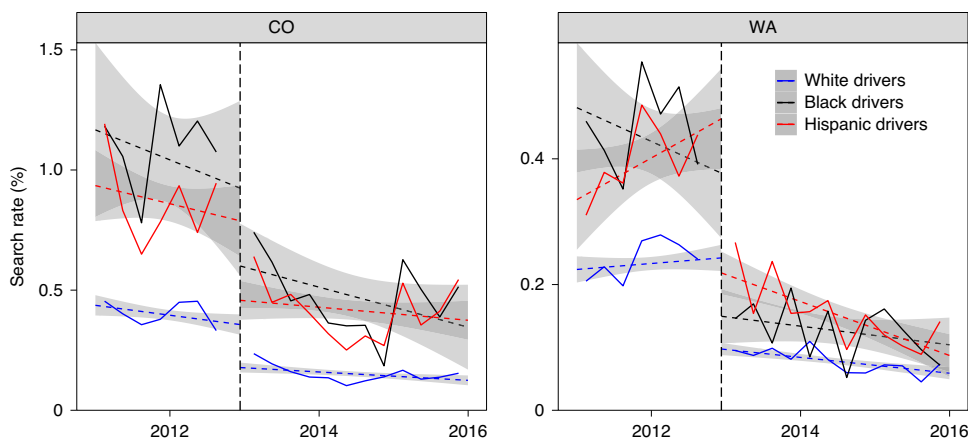 CO
WA
Search rate (%)
1.5
1.0
0.5
0
0.4
0.2
0
White drivers
Black drivers
Hispanic drivers
2012
2014
2016
2012
2014
2016